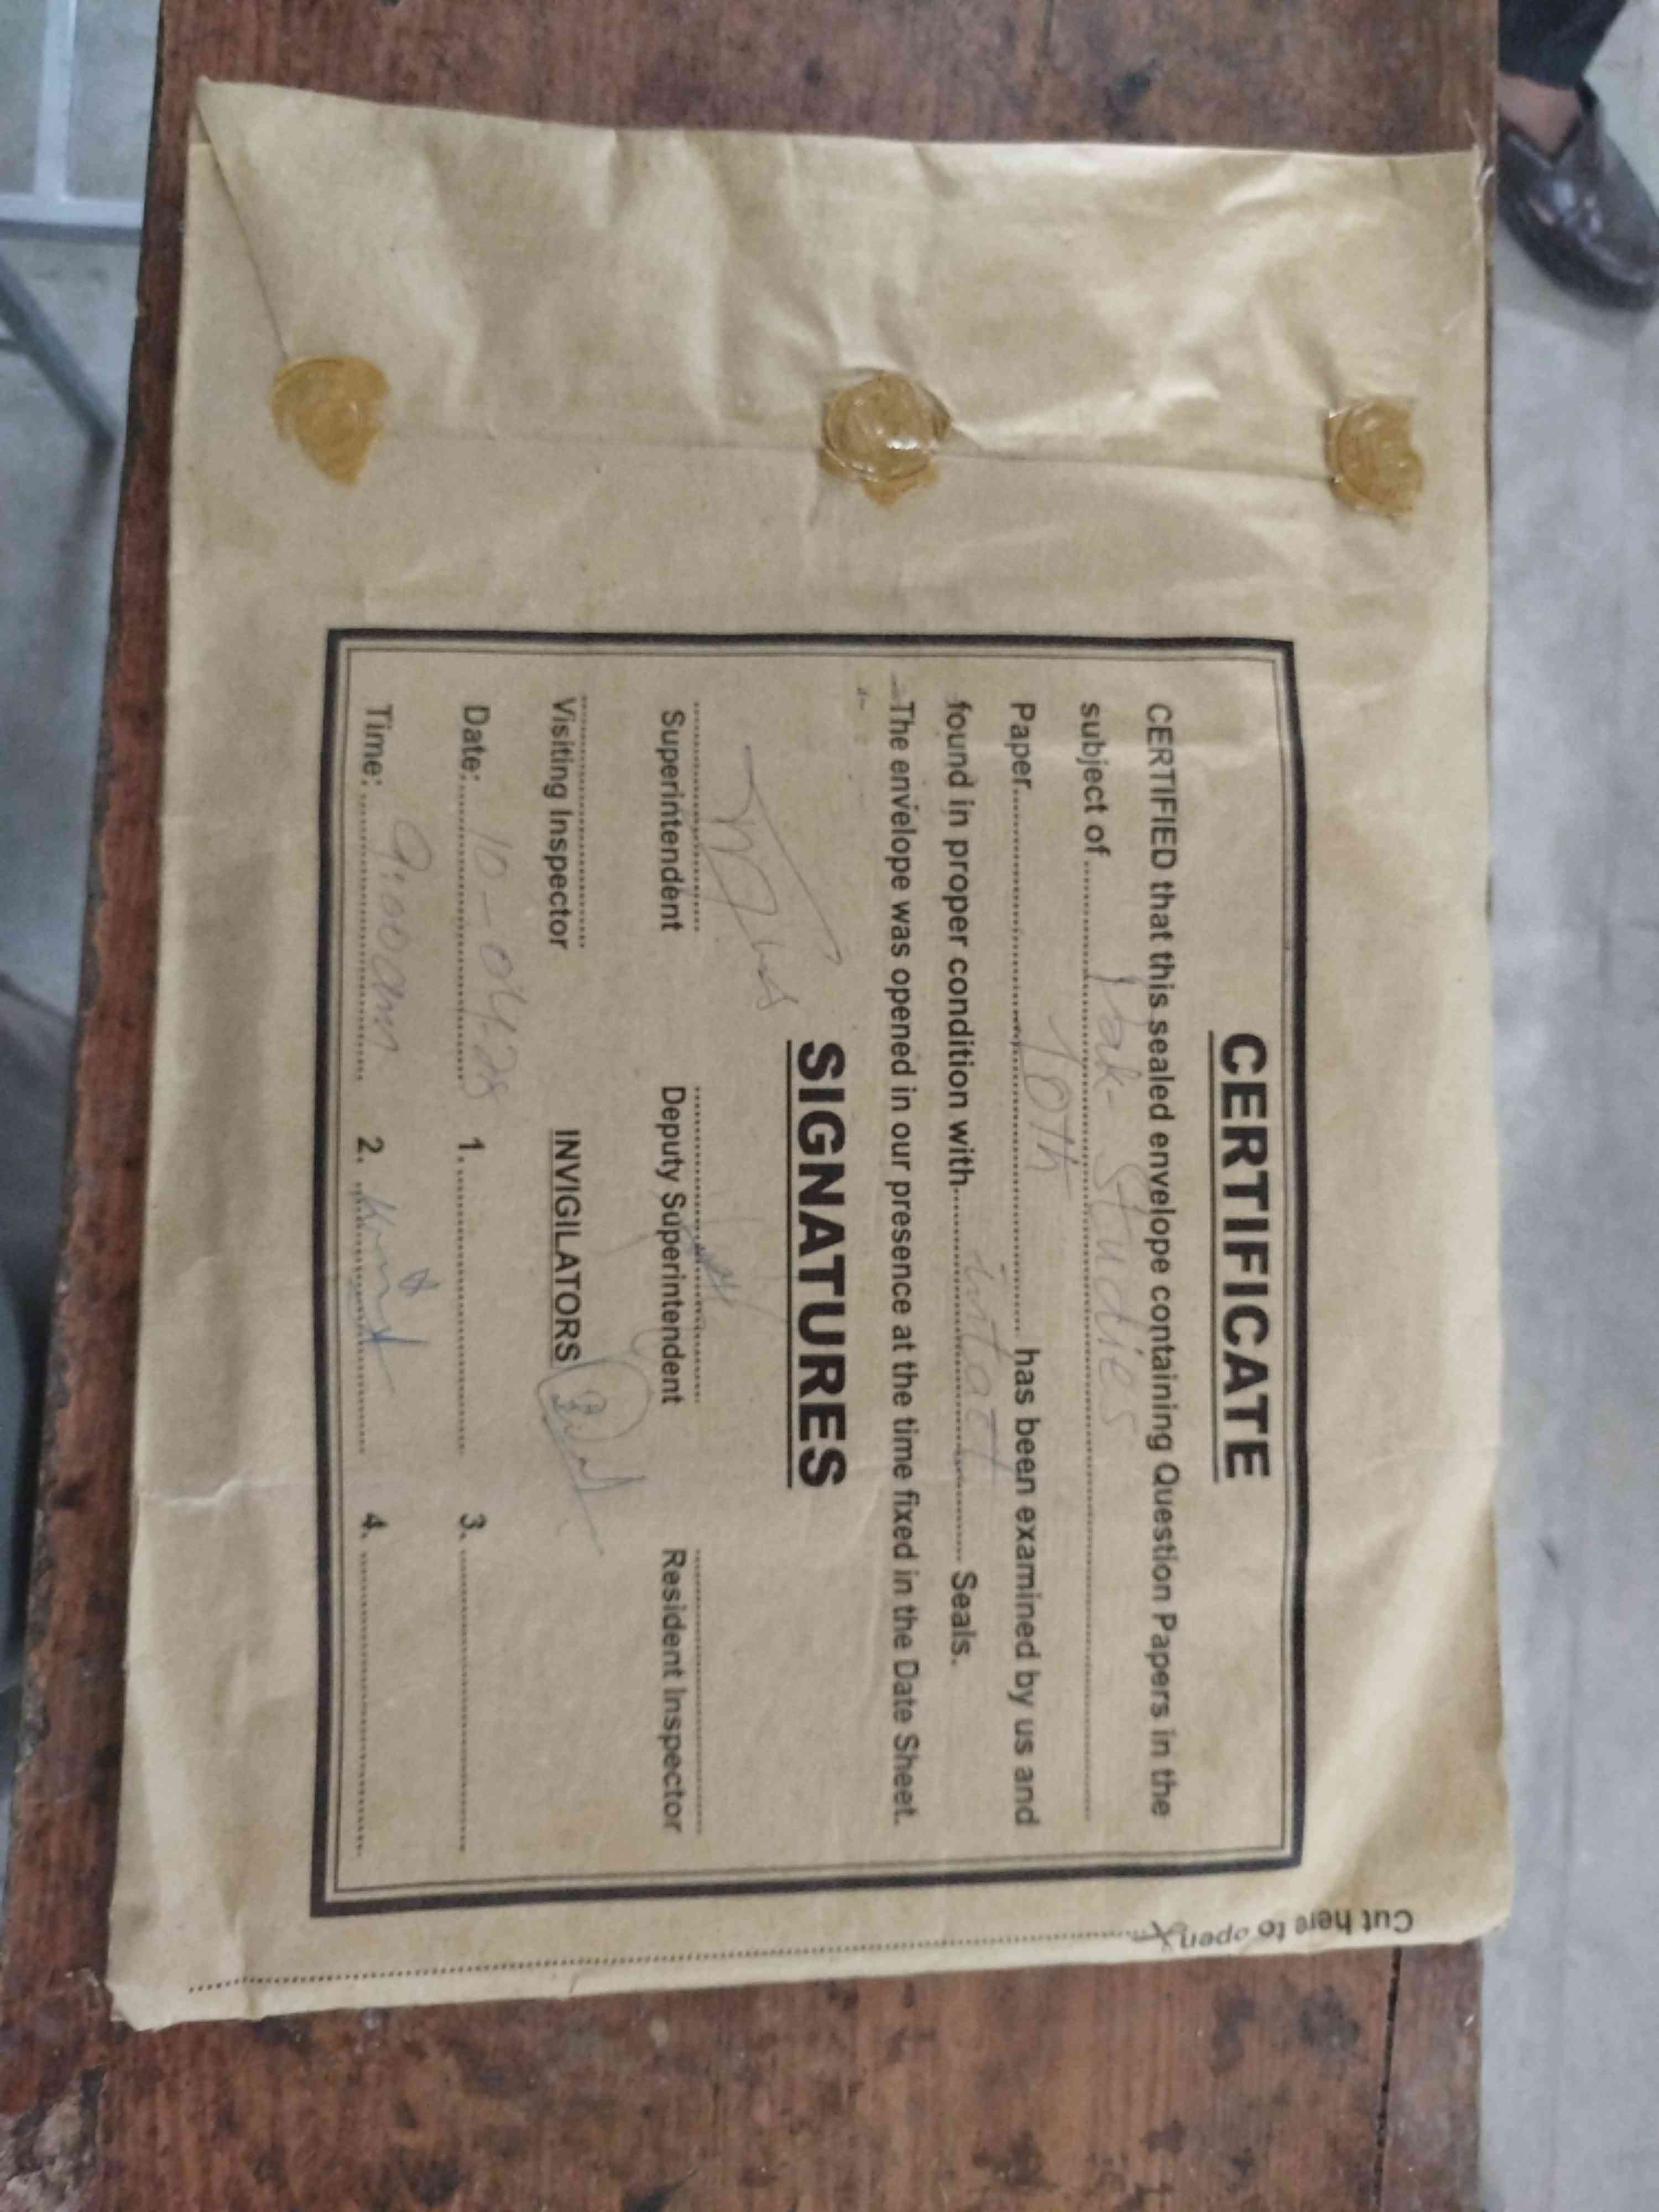 CERTIFICATE
CERTIFIED that this sealed envelope containing Question Papers in the
subject of Pak-Studies
Paper 10th has been examined by us and
found in proper condition with intact Seals.
The envelope was opened in our presence at the time fixed in the Date Sheet.
SIGNATURES
Superintendent Deputy Superintendent Resident Inspector
Visiting Inspector INVIGILATORS
Date: 10-04-25 1. 3.
Time: 9:00am 2. 4.
Cut here to open